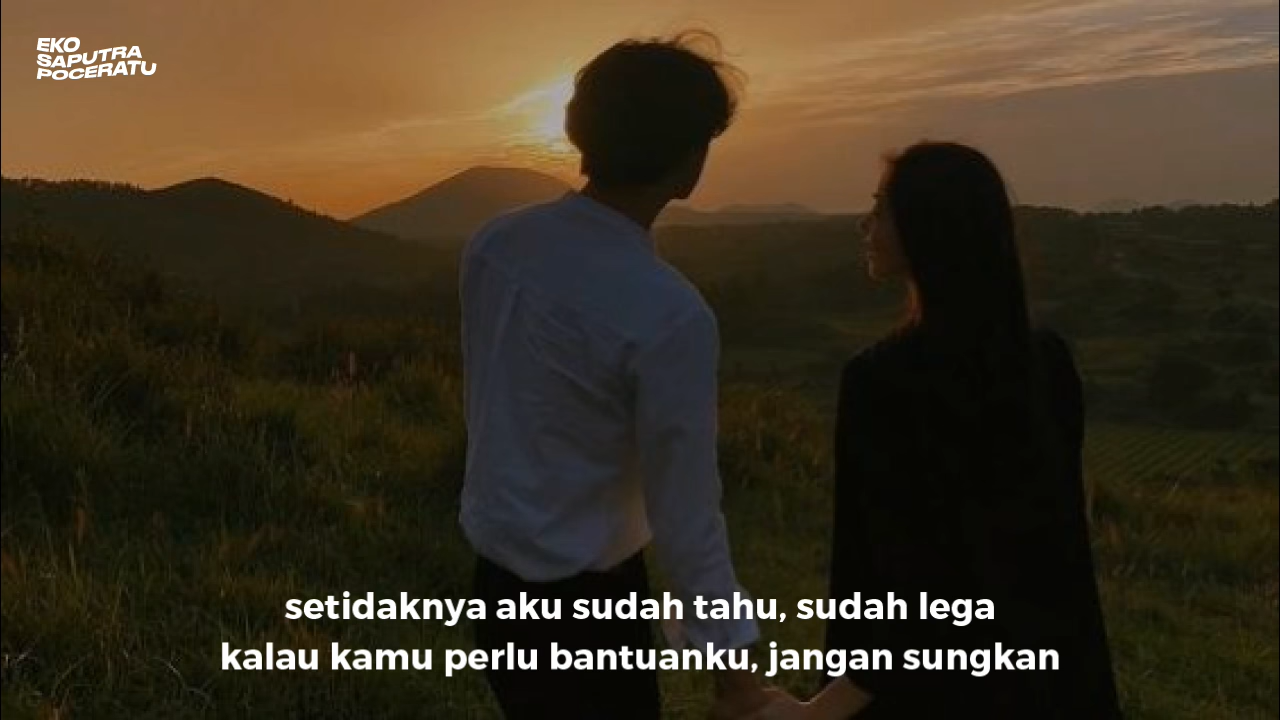 EKO
SAPUTRA
POCERATU
setidaknya aku sudah tahu, sudah lega
kalau kamu perlu bantuanku, jangan sungkan